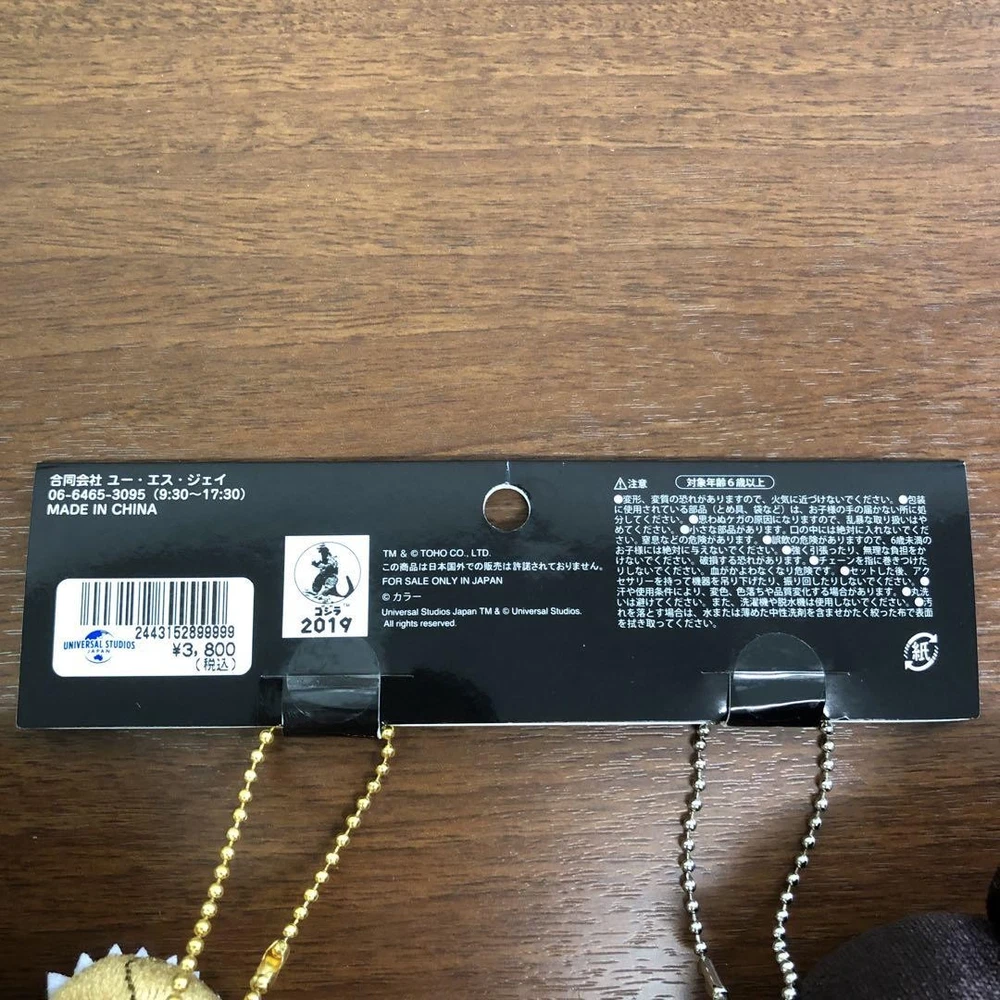 合同会社 ユー・エス・ジェイ
06-6465-3095（9:30〜17:30）
MADE IN CHINA
2443152899999
UNIVERSAL STUDIOS
JAPAN
¥3,800
(税込)
ゴジラ
TM
2019
TM & © TOHO CO., LTD.
この商品は日本国外での販売は許諾されておりません。
FOR SALE ONLY IN JAPAN
© カラー
Universal Studios Japan TM & © Universal Studios.
All rights reserved.
⚠注意 対象年齢6歳以上
●変形、変質の恐れがありますので、火気に近づけないでください。●包装
に使用されている部品（とめ具、袋など）は、お子様の手の届かない所に処
分してください。●思わぬケガの原因になりますので、乱暴な取り扱いはや
めてください。●小さな部品があります。口の中には絶対に入れないでくだ
さい。窒息などの危険があります。●誤飲の危険がありますので、6歳未満の
お子様には絶対に与えないでください。●強く引張ったり、無理な負担をか
けないでください。破損する恐れがあります。●チェーンを指に巻きつけた
りしないでください。血がかよわなくなる危険です。●セットした後、アク
セサリーを持って機器を吊り下げたり、振り回したりしないでください。●
汗や使用条件により、変色、色落ちや品質変化する場合があります。●丸洗
いは避けてください。また、洗濯機や脱水機は使用しないでください。●汚
れを落とす場合は、水または薄めた中性洗剤を含ませかたく絞った布で表面
を拭き取ってください。
紙